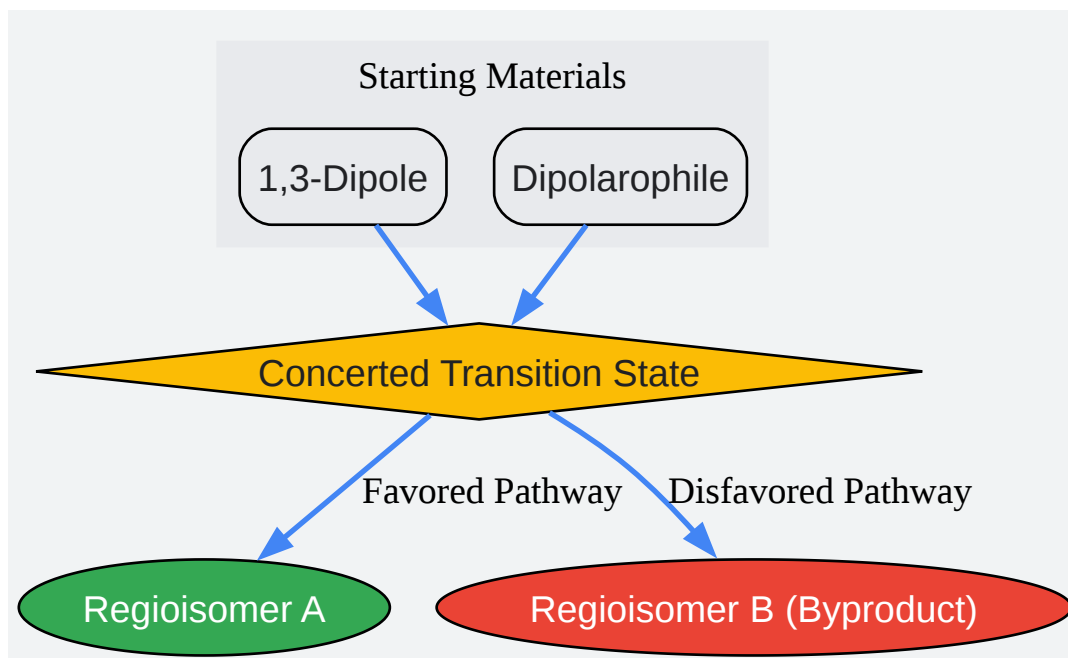 Starting Materials
1,3-Dipole
Dipolarophile
Concerted Transition State
Favored Pathway
Disfavored Pathway
Regioisomer A
Regioisomer B (Byproduct)